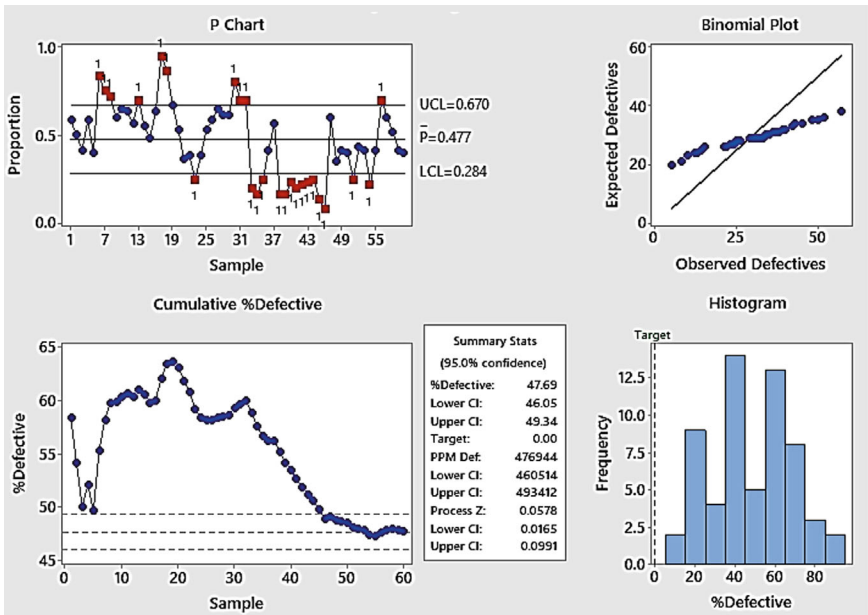 P Chart
1.0
0.5
0.0
Proportion
1
1
1
1
1
1
1
1
1
1
1
11
1
1
1
1
1
1
1
1
1
1
UCL=0.670
P=0.477
LCL=0.284
1 7 13 19 25 31 37 43 49 55
Sample
Binomial Plot
60
40
20
0
Expected Defectives
0 25 50
Observed Defectives
Cumulative %Defective
65
60
55
50
45
%Defective
0 10 20 30 40 50 60
Sample
Summary Stats
(95.0% confidence)
%Defective: 47.69
Lower CI: 46.05
Upper CI: 49.34
Target: 0.00
PPM Def: 476944
Lower CI: 460514
Upper CI: 493412
Process Z: 0.0578
Lower CI: 0.0165
Upper CI: 0.0991
Histogram
Target
12.5
10.0
7.5
5.0
2.5
0.0
Frequency
0 20 40 60 80
%Defective